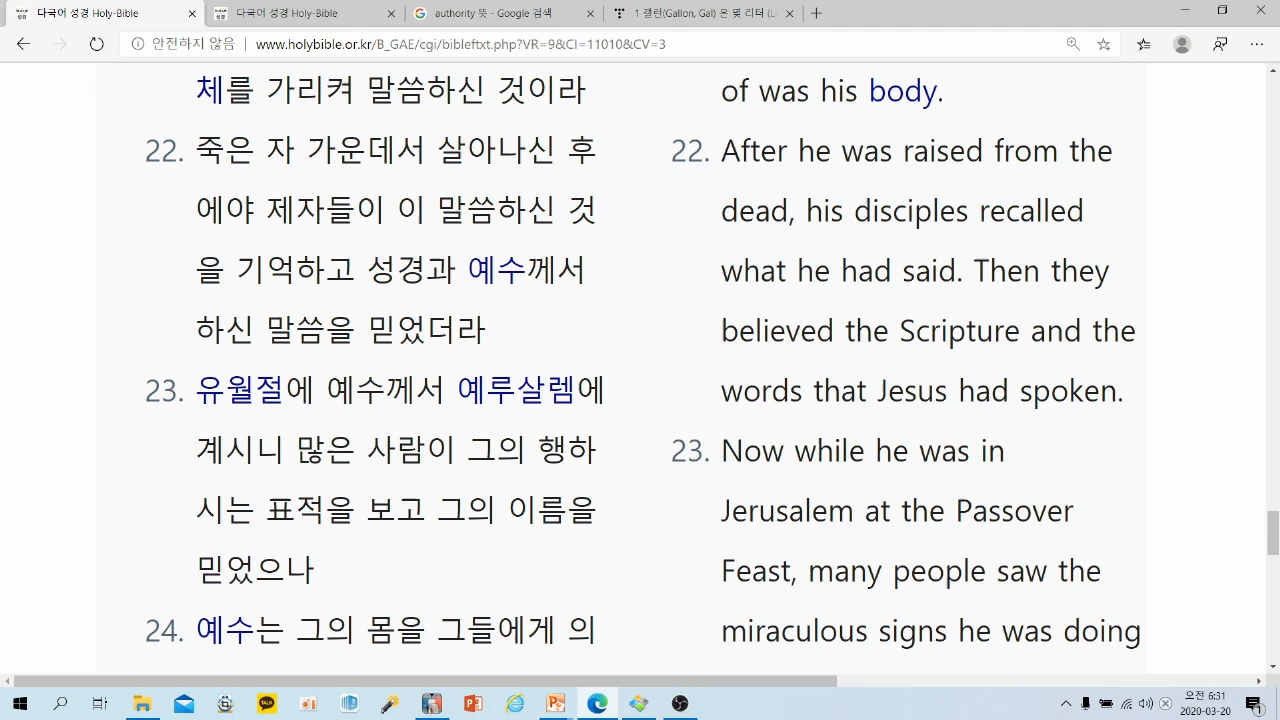 다국어 성경 Holy-Bible
다국어 성경 Holy-Bible
authority 뜻 - Google 검색
1 갤런(Gallon, Gal) 은 몇 리터 (Li
안전하지 않음
www.holybible.or.kr/B_GAE/cgi/bibleftxt.php?VR=9&CI=11010&CV=3
체를 가리켜 말씀하신 것이라
22. 죽은 자 가운데서 살아나신 후
에야 제자들이 이 말씀하신 것
을 기억하고 성경과 예수께서
하신 말씀을 믿었더라
23. 유월절에 예수께서 예루살렘에
계시니 많은 사람이 그의 행하
시는 표적을 보고 그의 이름을
믿었으나
24. 예수는 그의 몸을 그들에게 의
of was his body.
22. After he was raised from the
dead, his disciples recalled
what he had said. Then they
believed the Scripture and the
words that Jesus had spoken.
23. Now while he was in
Jerusalem at the Passover
Feast, many people saw the
miraculous signs he was doing
오전 6:31
2020-03-20